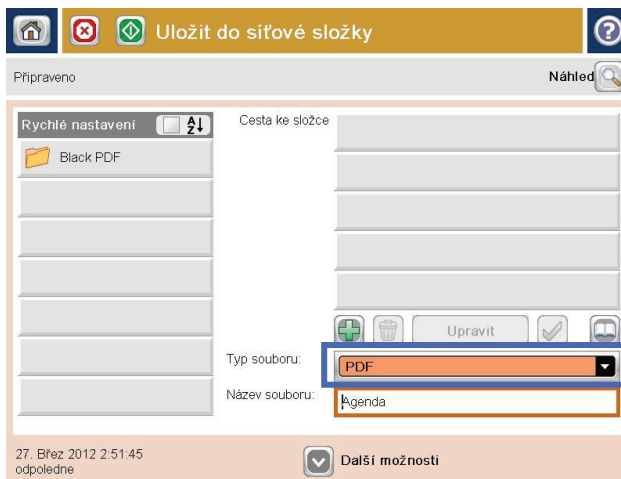 Uložit do síťové složky
Připraveno
Náhled
Rychlé nastavení
A
Z
Cesta ke složce
Black PDF
Upravit
Typ souboru:
PDF
Název souboru:
Agenda
27. Břez 2012 2:51:45
odpoledne
Další možnosti